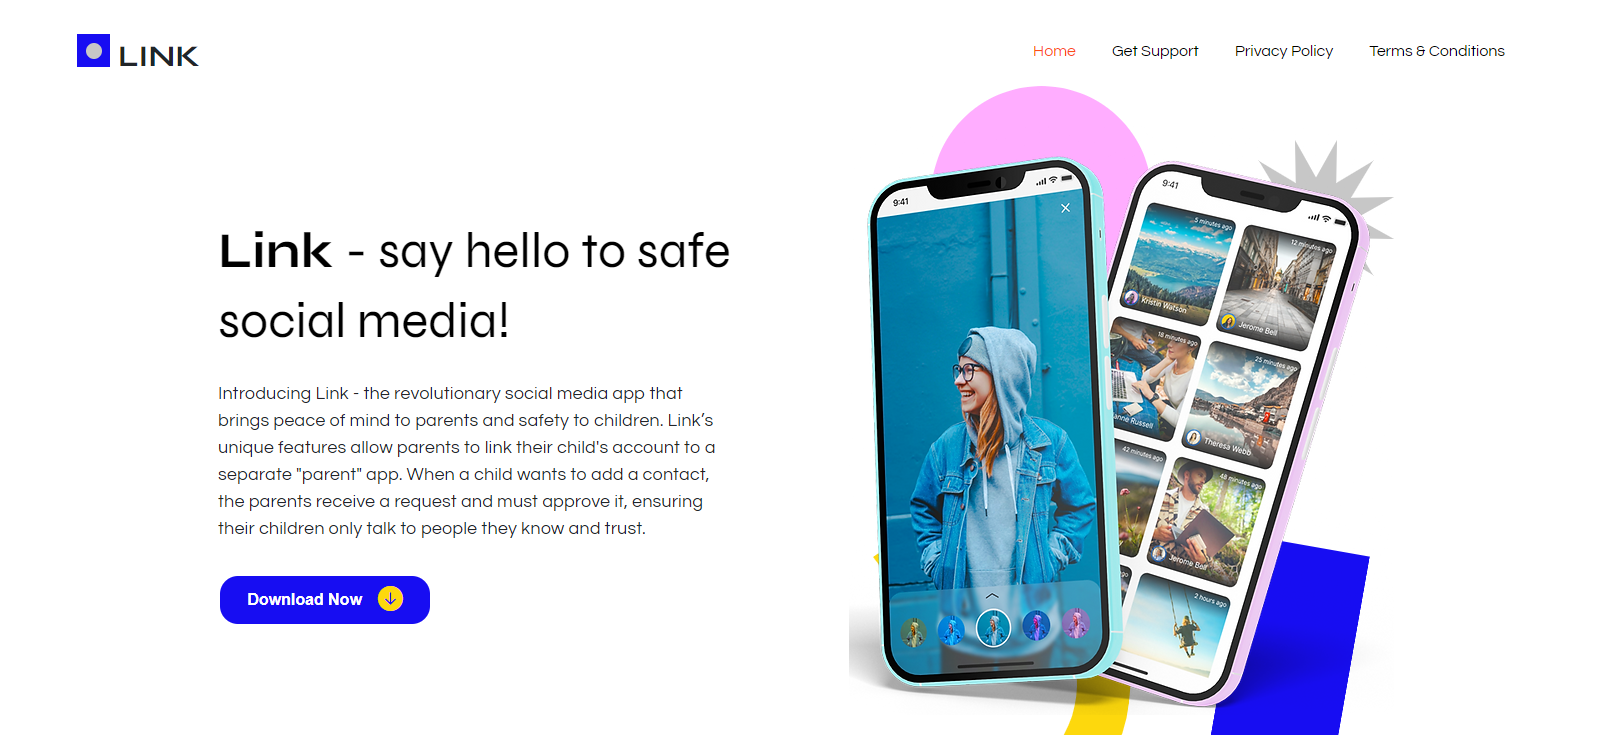 LINK
Home Get Support Privacy Policy Terms & Conditions
Link - say hello to safe
social media!
Introducing Link - the revolutionary social media app that
brings peace of mind to parents and safety to children. Link’s
unique features allow parents to link their child's account to a
separate "parent" app. When a child wants to add a contact,
the parents receive a request and must approve it, ensuring
their children only talk to people they know and trust.
Download Now
9:41
9:41
5 minutes ago
Kristin Watson
12 minutes ago
Jerome Bell
18 minutes ago
anne Russell
25 minutes ago
Theresa Webb
42 minutes ago
48 minutes ago
Jerome Bell
ago
2 hours ago